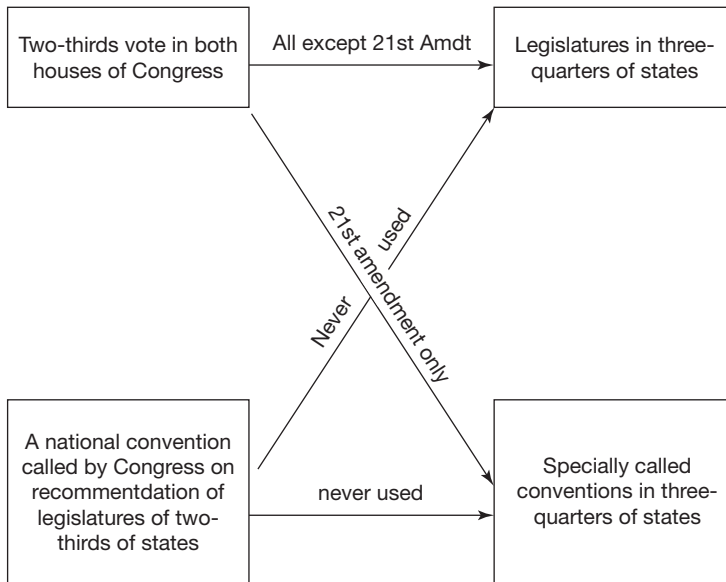 Two-thirds vote in both
houses of Congress
All except 21st Amdt
Legislatures in three-
quarters of states
21st amendment only
Never used
A national convention
called by Congress on
recommentdation of
legislatures of two-
thirds of states
never used
Specially called
conventions in three-
quarters of states